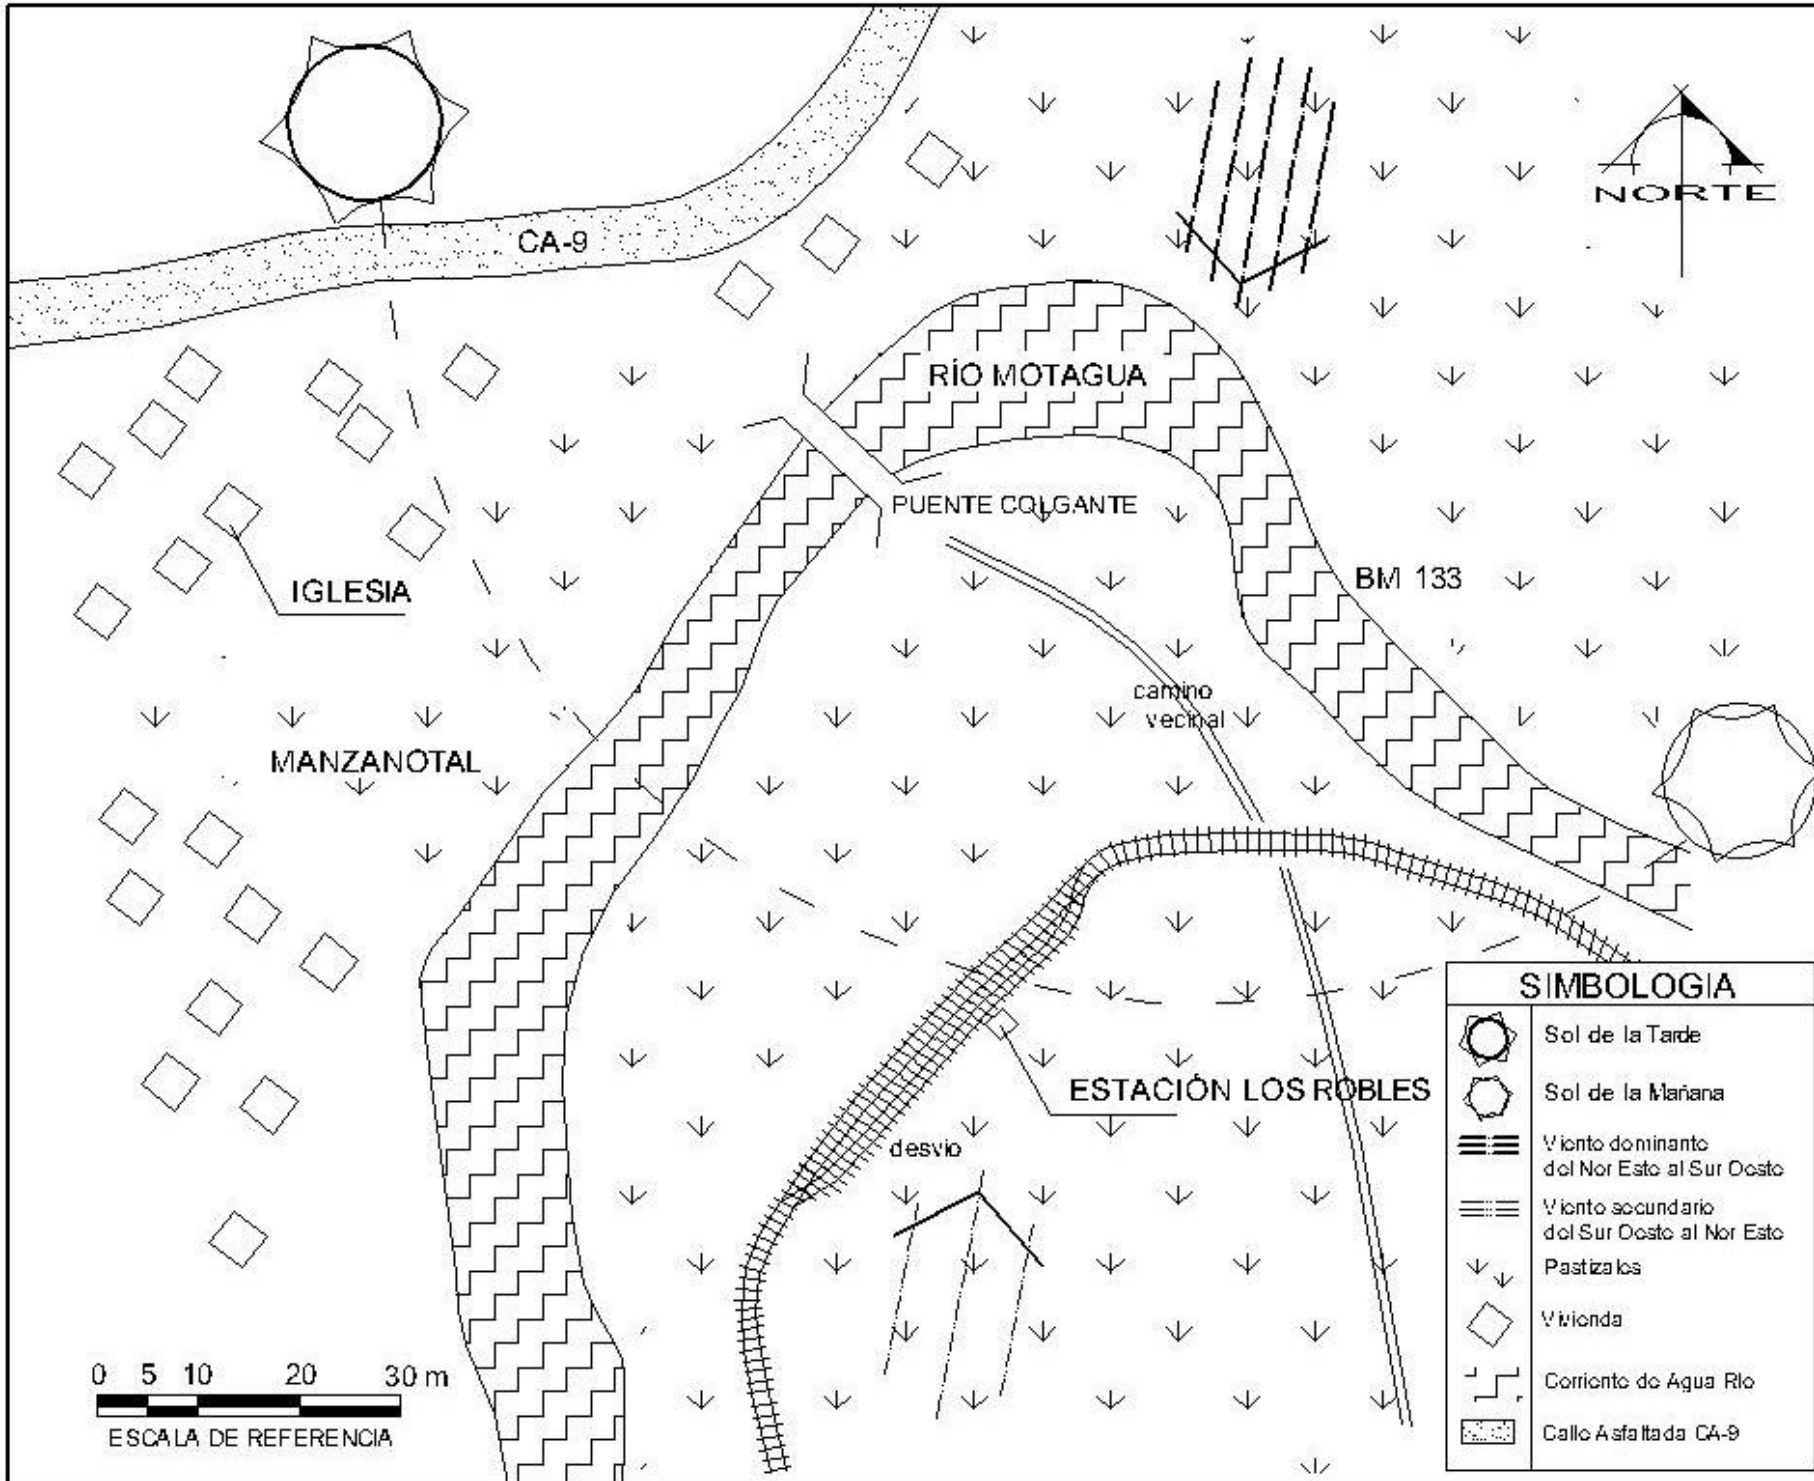 CA-9
NORTE
RÍO MOTAGUA
PUENTE COLGANTE
BM 133
IGLESIA
camino
vecinal
MANZANOTAL
ESTACIÓN LOS ROBLES
desvio
0 5 10 20 30 m
ESCALA DE REFERENCIA
SIMBOLOGIA
Sol de la Tarde
Sol de la Mañana
Viento dominante
del Nor Este al Sur Oeste
Viento secundario
del Sur Oeste al Nor Este
Pastizales
Vivienda
Corriente de Agua RIo
Calle Asfaltada CA-9